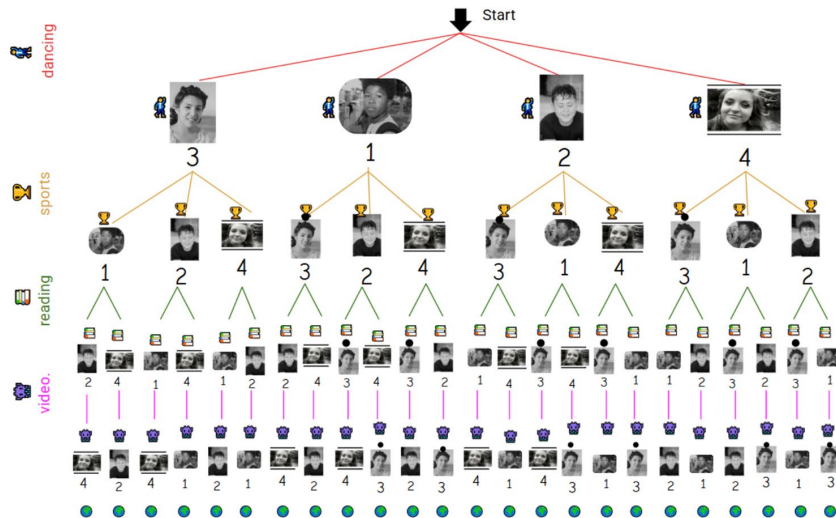 Start
dancing
3 1 2 4
sports
1 2 4 3 2 4 3 1 4 3 1 2
reading
2 4 1 4 1 2 2 4 3 4 3 2 1 4 3 4 3 1 1 2 3 2 3 1
video.
4 2 4 1 2 1 4 2 4 3 2 3 4 1 4 3 1 3 2 1 2 3 1 3